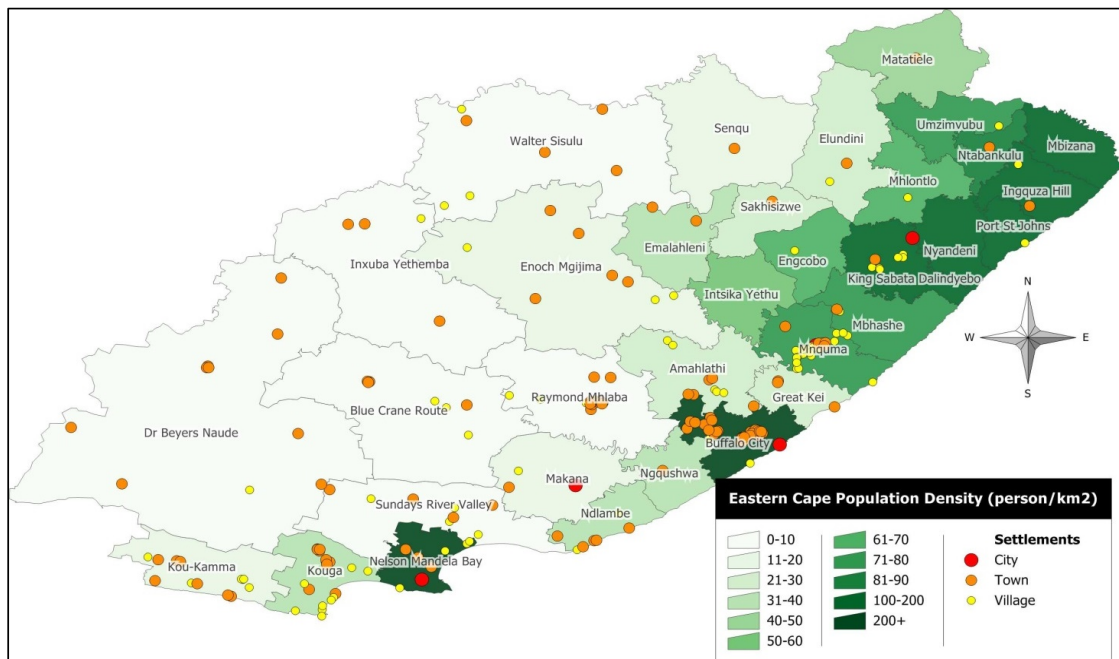 Matatiele
Umzimvubu
Senqu
Elundini
Walter Sisulu
Ntabankulu
Mbizana
Mhlontlo
Ingquza Hill
Sakhisizwe
Port St Johns
Emalahleni
Nyandeni
Engcobo
Inxuba Yethemba
Enoch Mgijima
King Sabata Dalindyebo
Intsika Yethu
N
Mbhashe
W E
Mnquma
S
Amahlathi
Raymond Mhlaba
Great Kei
Blue Crane Route
Dr Beyers Naude
Buffalo City
Ngqushwa
Makana
Sundays River Valley
Ndlambe
Nelson Mandela Bay
Kou-Kamma
Kouga
Eastern Cape Population Density (person/km2)
0-10
11-20
21-30
31-40
40-50
50-60
61-70
71-80
81-90
100-200
200+
Settlements
City
Town
Village